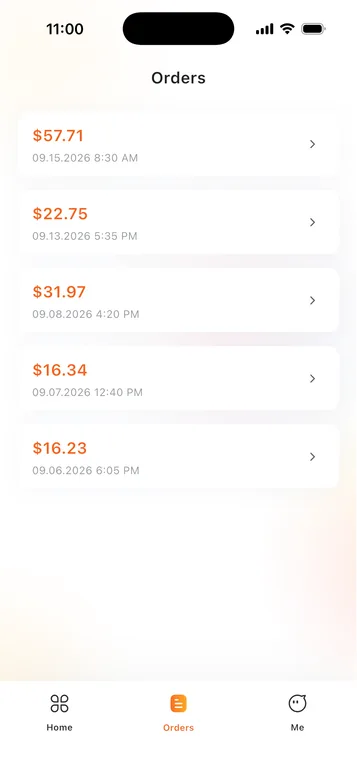 11:00
Orders
$57.71
09.15.2026 8:30 AM
$22.75
09.13.2026 5:35 PM
$31.97
09.08.2026 4:20 PM
$16.34
09.07.2026 12:40 PM
$16.23
09.06.2026 6:05 PM
Home
Orders
Me